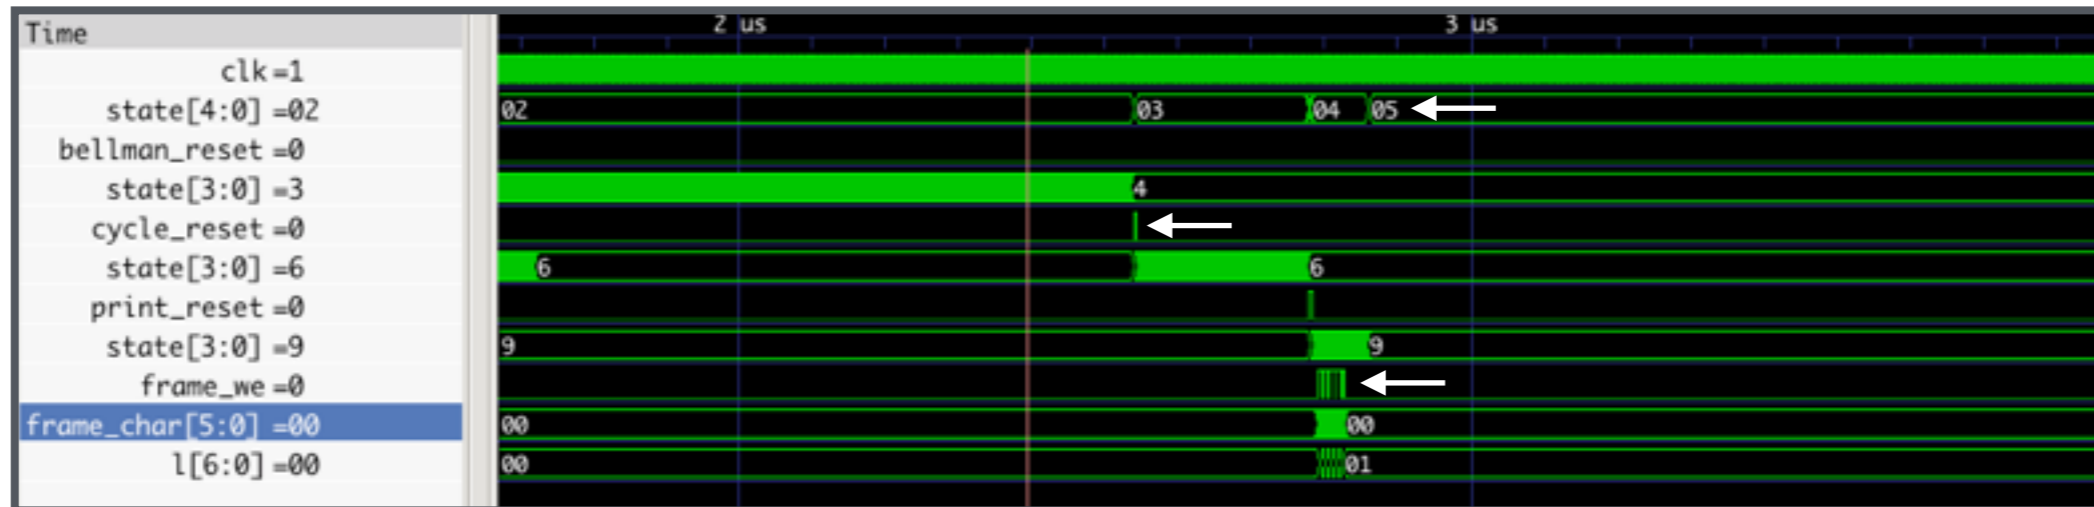 Time 2 us 3 us
clk =1
state[4:0] =02 02 03 04 05
bellman_reset =0
state[3:0] =3 4
cycle_reset =0
state[3:0] =6 6 6
print_reset =0
state[3:0] =9 9 9
frame_we =0
frame_char[5:0] =00 00 00
l[6:0] =00 00 01